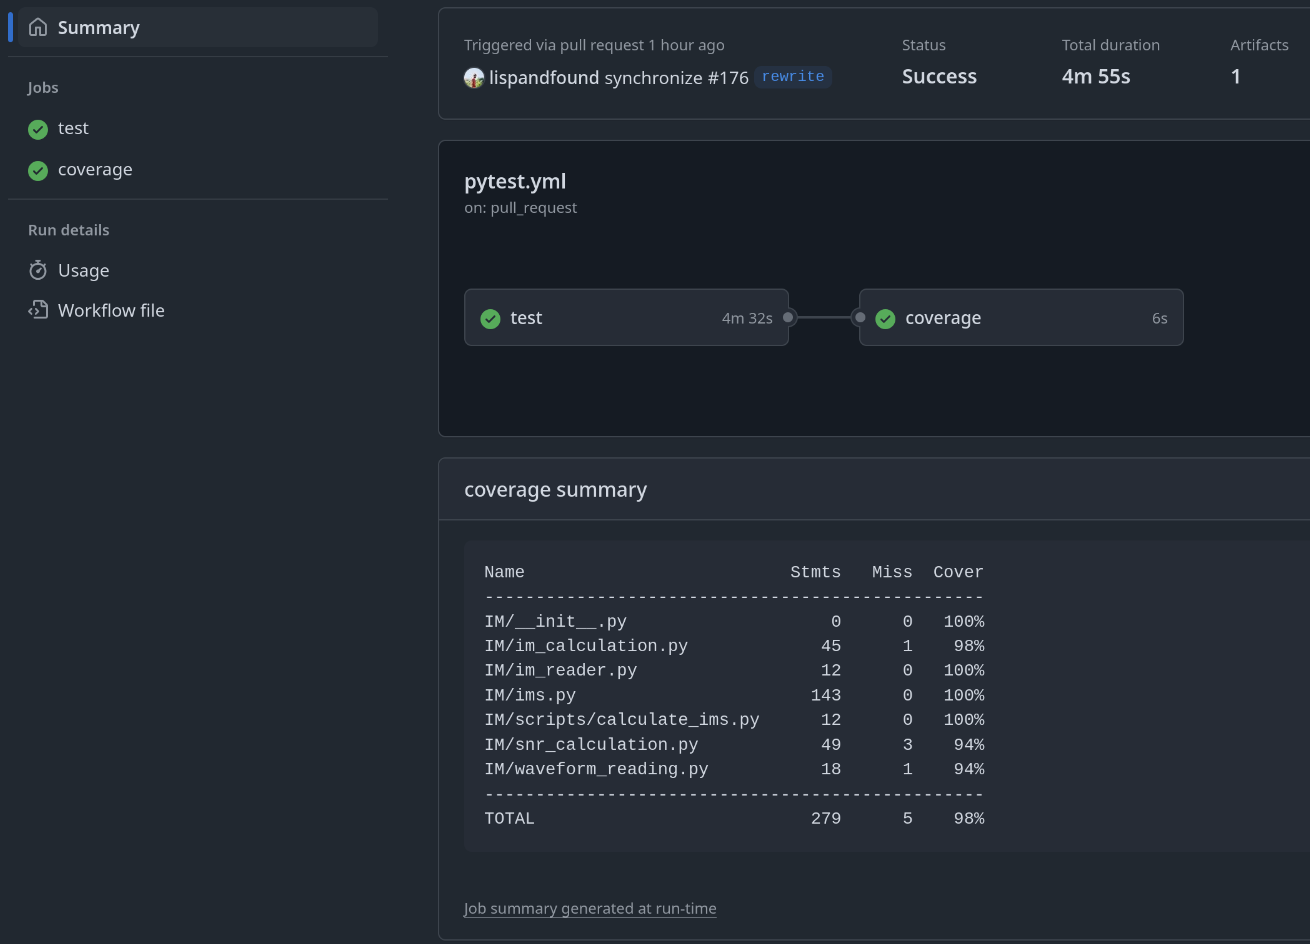 Summary
Jobs
test
coverage
Run details
Usage
Workflow file
Triggered via pull request 1 hour ago
lispandfound synchronize #176 rewrite
Status
Success
Total duration
4m 55s
Artifacts
1
pytest.yml
on: pull_request
test 4m 32s
coverage 6s
coverage summary
Name Stmts Miss Cover
-------------------------------------------------
IM/__init__.py 0 0 100%
IM/im_calculation.py 45 1 98%
IM/im_reader.py 12 0 100%
IM/ims.py 143 0 100%
IM/scripts/calculate_ims.py 12 0 100%
IM/snr_calculation.py 49 3 94%
IM/waveform_reading.py 18 1 94%
-------------------------------------------------
TOTAL 279 5 98%
Job summary generated at run-time